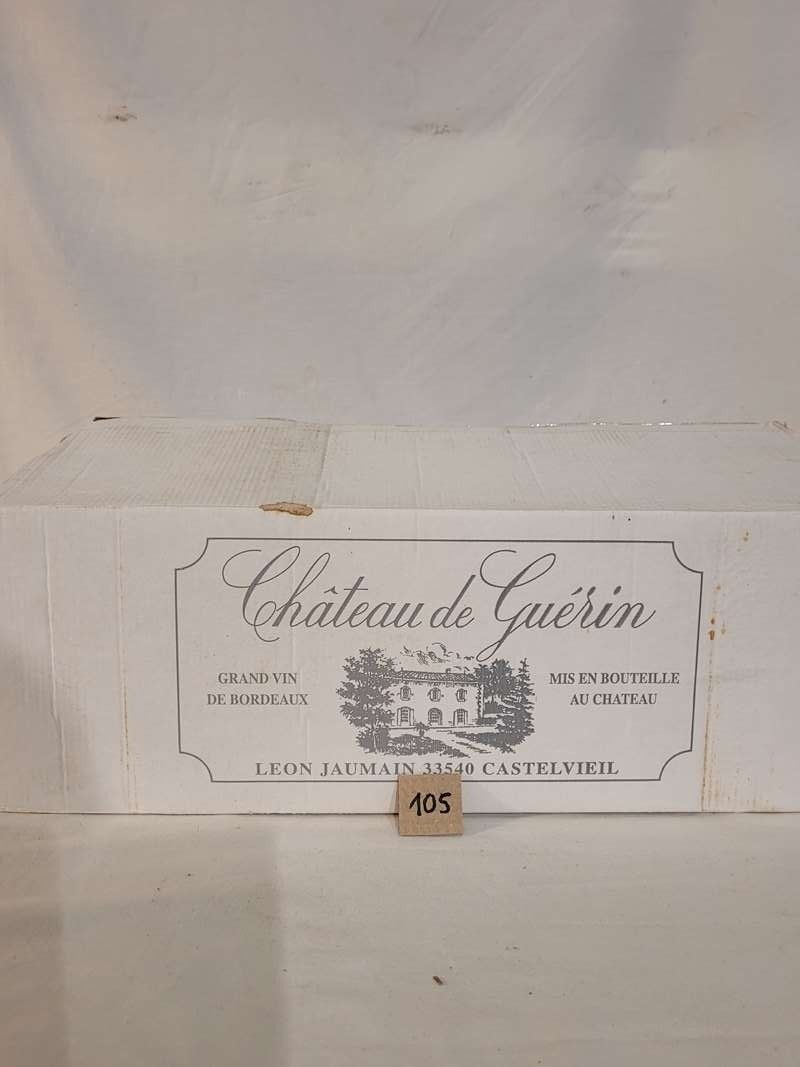 Château de Guérin
GRAND VIN
DE BORDEAUX
MIS EN BOUTEILLE
AU CHATEAU
LEON JAUMAIN 33540 CASTELVIEIL
105